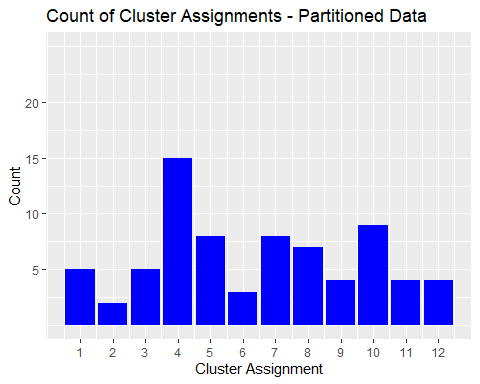 Count of Cluster Assignments - Partitioned Data
20
15
10
5
Count
1 2 3 4 5 6 7 8 9 10 11 12
Cluster Assignment